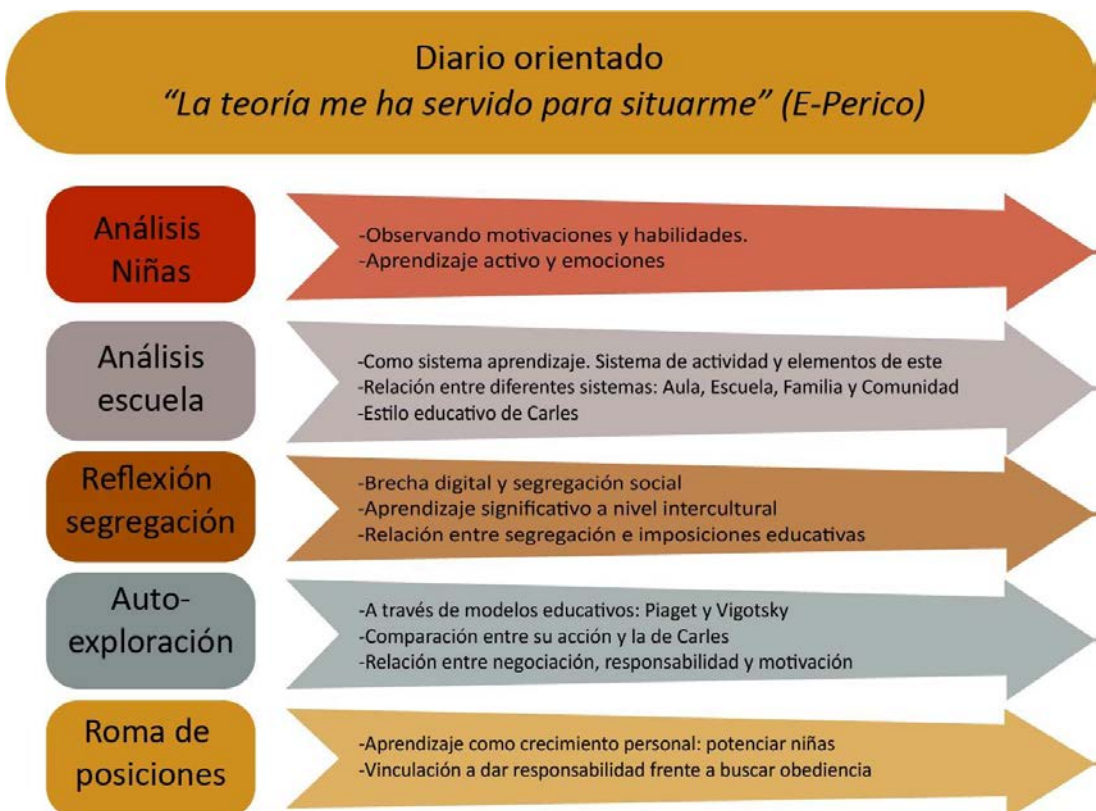 Diario orientado
“La teoría me ha servido para situarme” (E-Perico)
Análisis
Niñas
-Observando motivaciones y habilidades.
-Aprendizaje activo y emociones
Análisis
escuela
-Como sistema aprendizaje. Sistema de actividad y elementos de este
-Relación entre diferentes sistemas: Aula, Escuela, Familia y Comunidad
-Estilo educativo de Carles
Reflexión
segregación
-Brecha digital y segregación social
-Aprendizaje significativo a nivel intercultural
-Relación entre segregación e imposiciones educativas
Auto-
exploración
-A través de modelos educativos: Piaget y Vigotsky
-Comparación entre su acción y la de Carles
-Relación entre negociación, responsabilidad y motivación
Roma de
posiciones
-Aprendizaje como crecimiento personal: potenciar niñas
-Vinculación a dar responsabilidad frente a buscar obediencia